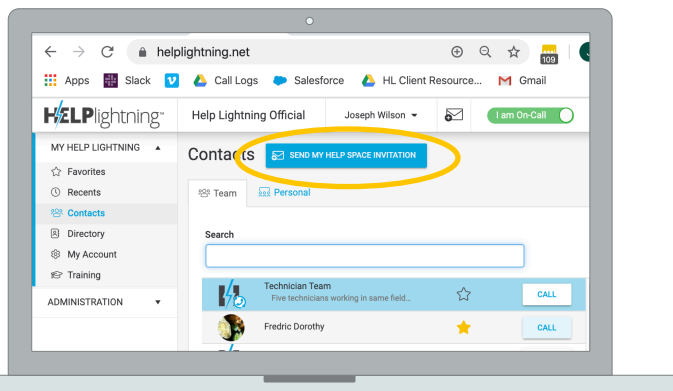 helplightning.net
109
Apps Slack Call Logs Salesforce HL Client Resource... Gmail
HELPlightning™ Help Lightning Official Joseph Wilson I am On-Call
MY HELP LIGHTNING
Favorites
Recents
Contacts
Directory
My Account
Training
ADMINISTRATION
Contacts SEND MY HELP SPACE INVITATION
Team Personal
Search
Technician Team
Five technicians working in same field...
CALL
Fredric Dorothy
CALL